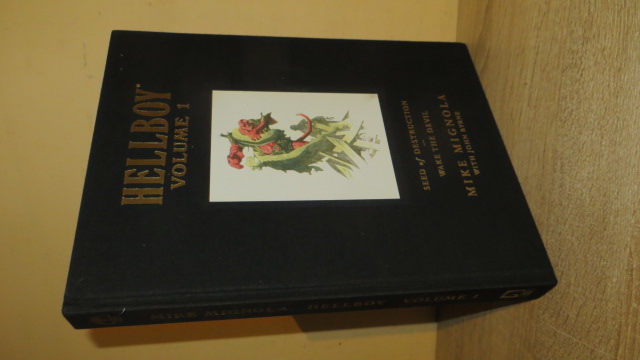 HELLBOY
VOLUME 1
SEED of DESTRUCTION
WAKE THE DEVIL
MIKE MIGNOLA
WITH JOHN BYRNE
MIKE MIGNOLA HELLBOY VOLUME 1